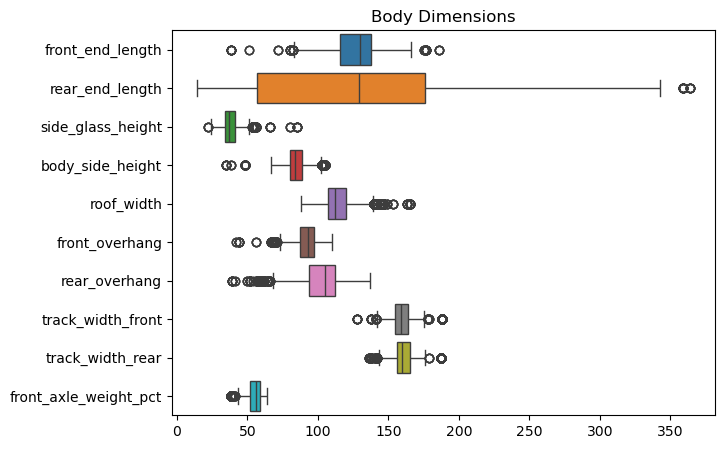 Body Dimensions
front_end_length
rear_end_length
side_glass_height
body_side_height
roof_width
front_overhang
rear_overhang
track_width_front
track_width_rear
front_axle_weight_pct
0 50 100 150 200 250 300 350